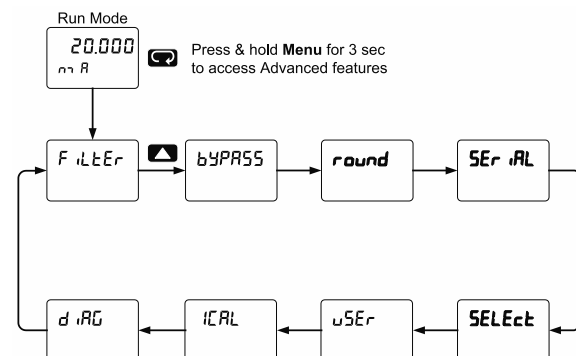 Run Mode
20.000
mA
Press & hold Menu for 3 sec
to access Advanced features
FiLtEr
bYPASS
round
SEriAL
diAG
ICAL
uSEr
SELEct